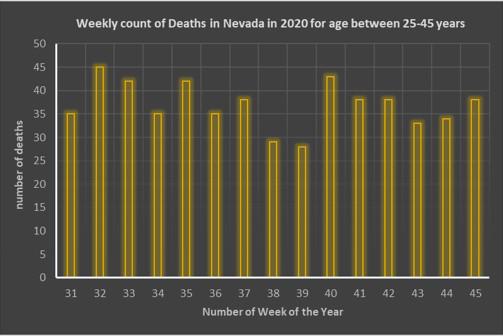 Weekly count of Deaths in Nevada in 2020 for age between 25-45 years
50
45
40
35
30
25
20
15
10
5
0
number of deaths
31 32 33 34 35 36 37 38 39 40 41 42 43 44 45
Number of Week of the Year